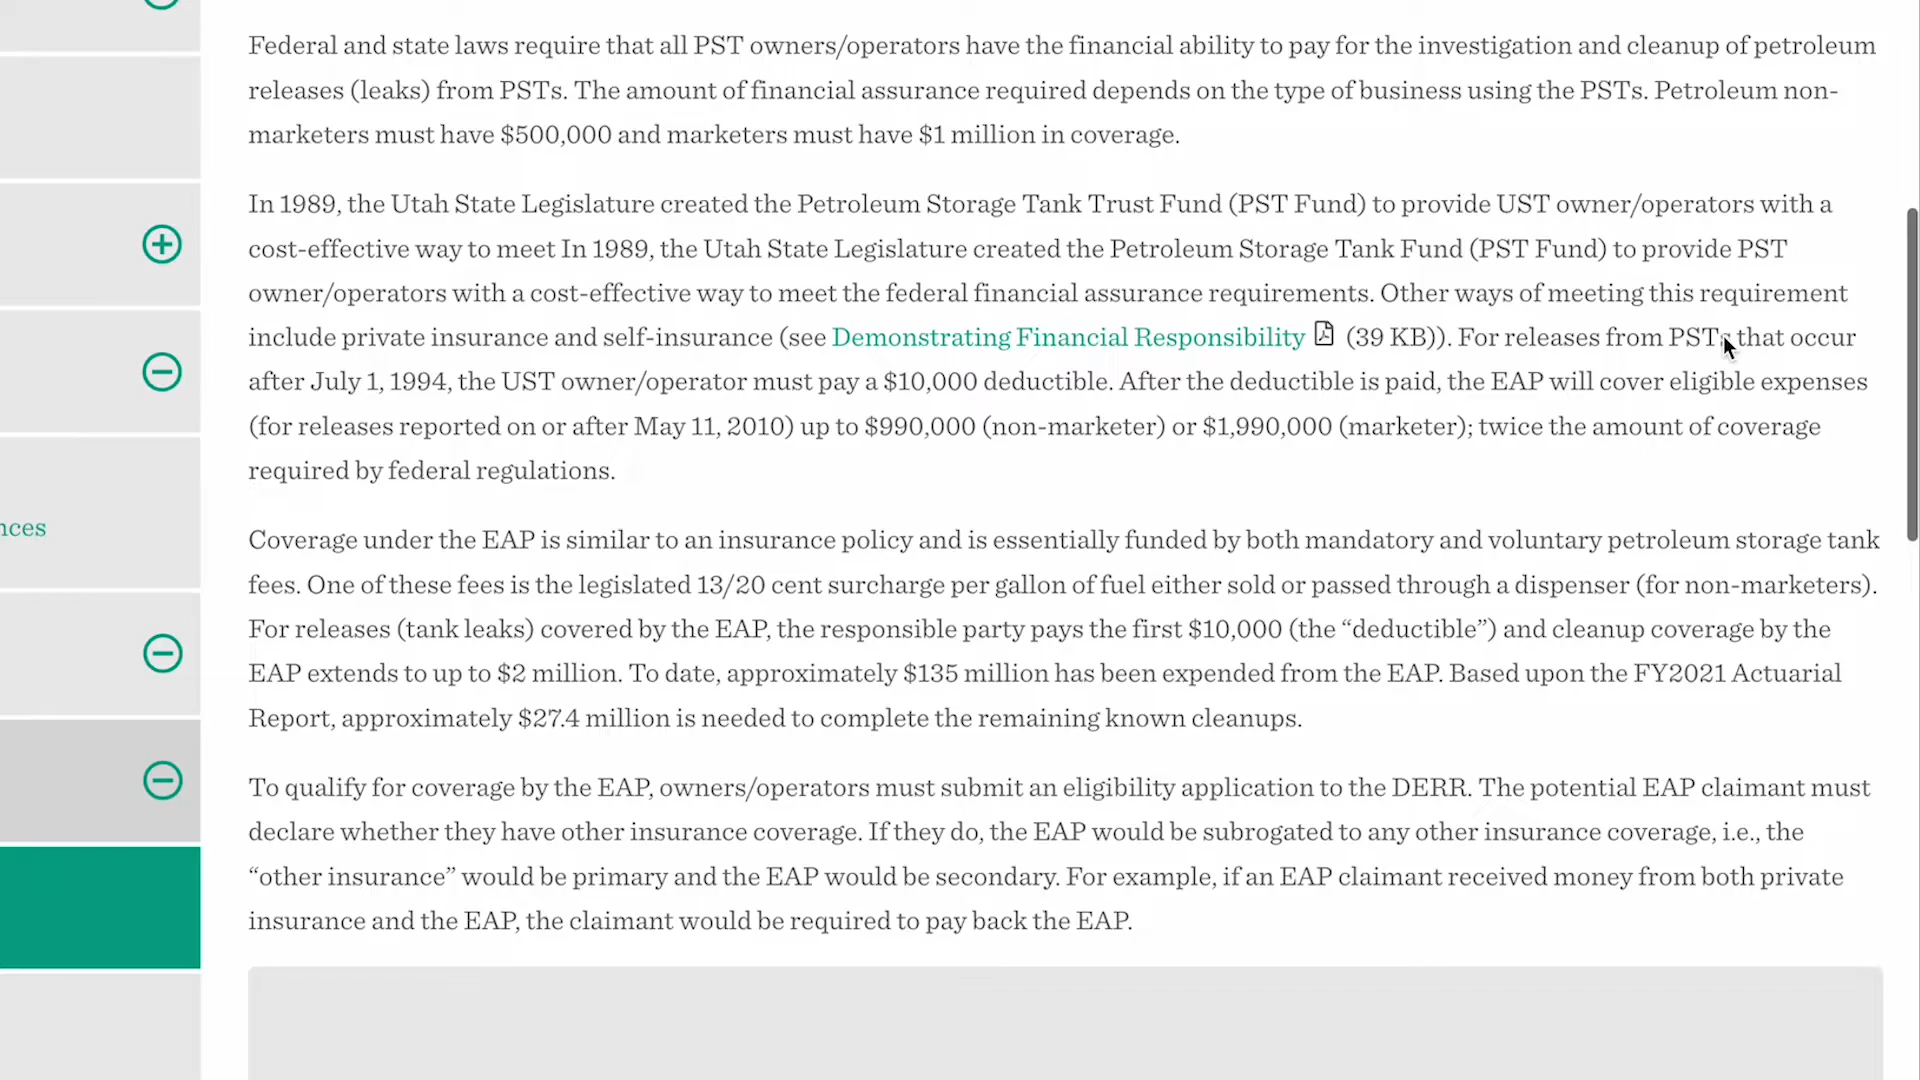 Federal and state laws require that all PST owners/operators have the financial ability to pay for the investigation and cleanup of petroleum
releases (leaks) from PSTs. The amount of financial assurance required depends on the type of business using the PSTs. Petroleum non-
marketers must have $500,000 and marketers must have $1 million in coverage.
In 1989, the Utah State Legislature created the Petroleum Storage Tank Trust Fund (PST Fund) to provide UST owner/operators with a
cost-effective way to meet In 1989, the Utah State Legislature created the Petroleum Storage Tank Fund (PST Fund) to provide PST
owner/operators with a cost-effective way to meet the federal financial assurance requirements. Other ways of meeting this requirement
include private insurance and self-insurance (see Demonstrating Financial Responsibility (39 KB)). For releases from PSTs that occur
after July 1, 1994, the UST owner/operator must pay a $10,000 deductible. After the deductible is paid, the EAP will cover eligible expenses
(for releases reported on or after May 11, 2010) up to $990,000 (non-marketer) or $1,990,000 (marketer); twice the amount of coverage
required by federal regulations.
nces
Coverage under the EAP is similar to an insurance policy and is essentially funded by both mandatory and voluntary petroleum storage tank
fees. One of these fees is the legislated 13/20 cent surcharge per gallon of fuel either sold or passed through a dispenser (for non-marketers).
For releases (tank leaks) covered by the EAP, the responsible party pays the first $10,000 (the “deductible”) and cleanup coverage by the
EAP extends to up to $2 million. To date, approximately $135 million has been expended from the EAP. Based upon the FY2021 Actuarial
Report, approximately $27.4 million is needed to complete the remaining known cleanups.
To qualify for coverage by the EAP, owners/operators must submit an eligibility application to the DERR. The potential EAP claimant must
declare whether they have other insurance coverage. If they do, the EAP would be subrogated to any other insurance coverage, i.e., the
“other insurance” would be primary and the EAP would be secondary. For example, if an EAP claimant received money from both private
insurance and the EAP, the claimant would be required to pay back the EAP.